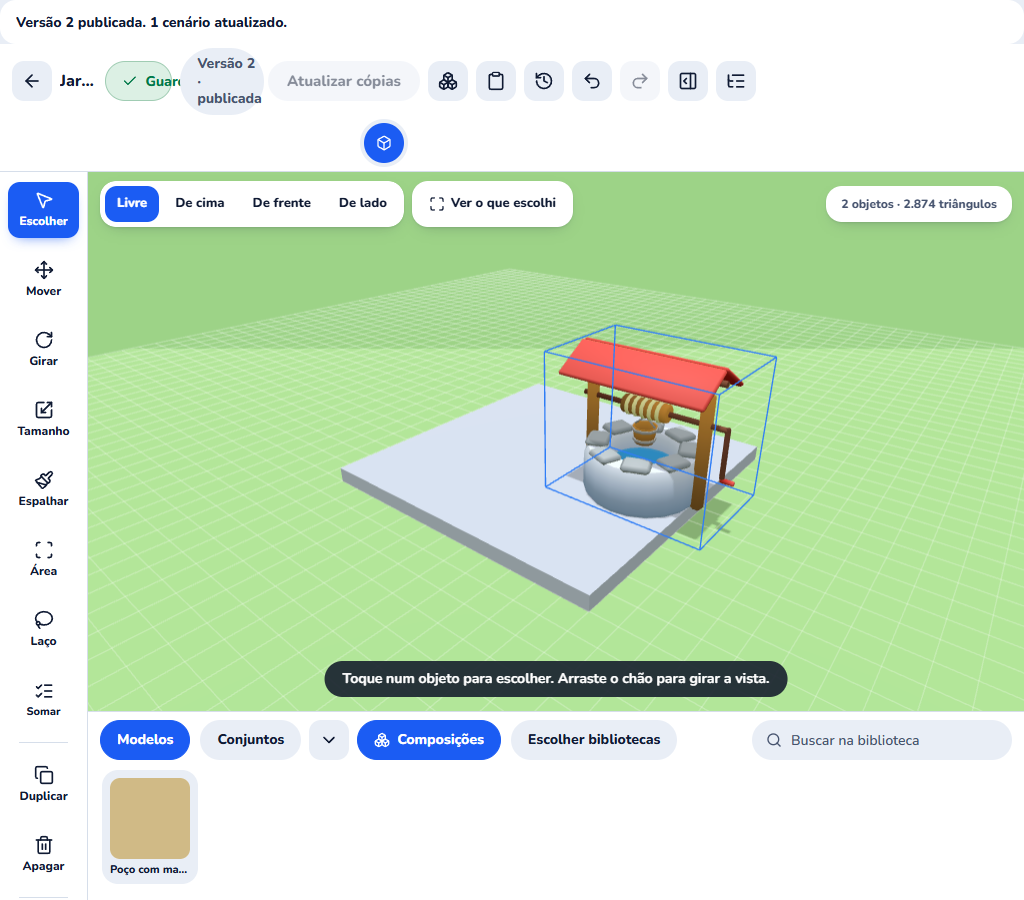 Versão 2 publicada. 1 cenário atualizado.
Jar...
Guard
Versão 2
·
publicada
Atualizar cópias
Escolher
Mover
Girar
Tamanho
Espalhar
Área
Laço
Somar
Duplicar
Apagar
Livre
De cima
De frente
De lado
Ver o que escolhi
2 objetos · 2.874 triângulos
Toque num objeto para escolher. Arraste o chão para girar a vista.
Modelos
Conjuntos
Composições
Escolher bibliotecas
Buscar na biblioteca
Poço com ma...